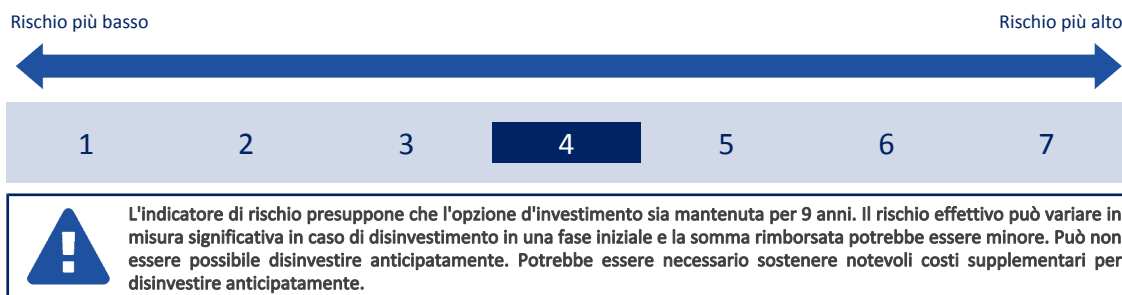 Rischio più basso
Rischio più alto
1 2 3 4 5 6 7
L'indicatore di rischio presuppone che l'opzione d'investimento sia mantenuta per 9 anni. Il rischio effettivo può variare in
misura significativa in caso di disinvestimento in una fase iniziale e la somma rimborsata potrebbe essere minore. Può non
essere possibile disinvestire anticipatamente. Potrebbe essere necessario sostenere notevoli costi supplementari per
disinvestire anticipatamente.